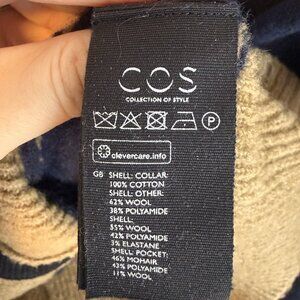 COS
COLLECTION OF STYLE
P
clevercare.info
GB SHELL: COLLAR:
100% COTTON
SHELL: OTHER:
62% WOOL
38% POLYAMIDE
SHELL:
55% WOOL
42% POLYAMIDE
3% ELASTANE
SHELL: POCKET:
46% MOHAIR
43% POLYAMIDE
11% WOOL